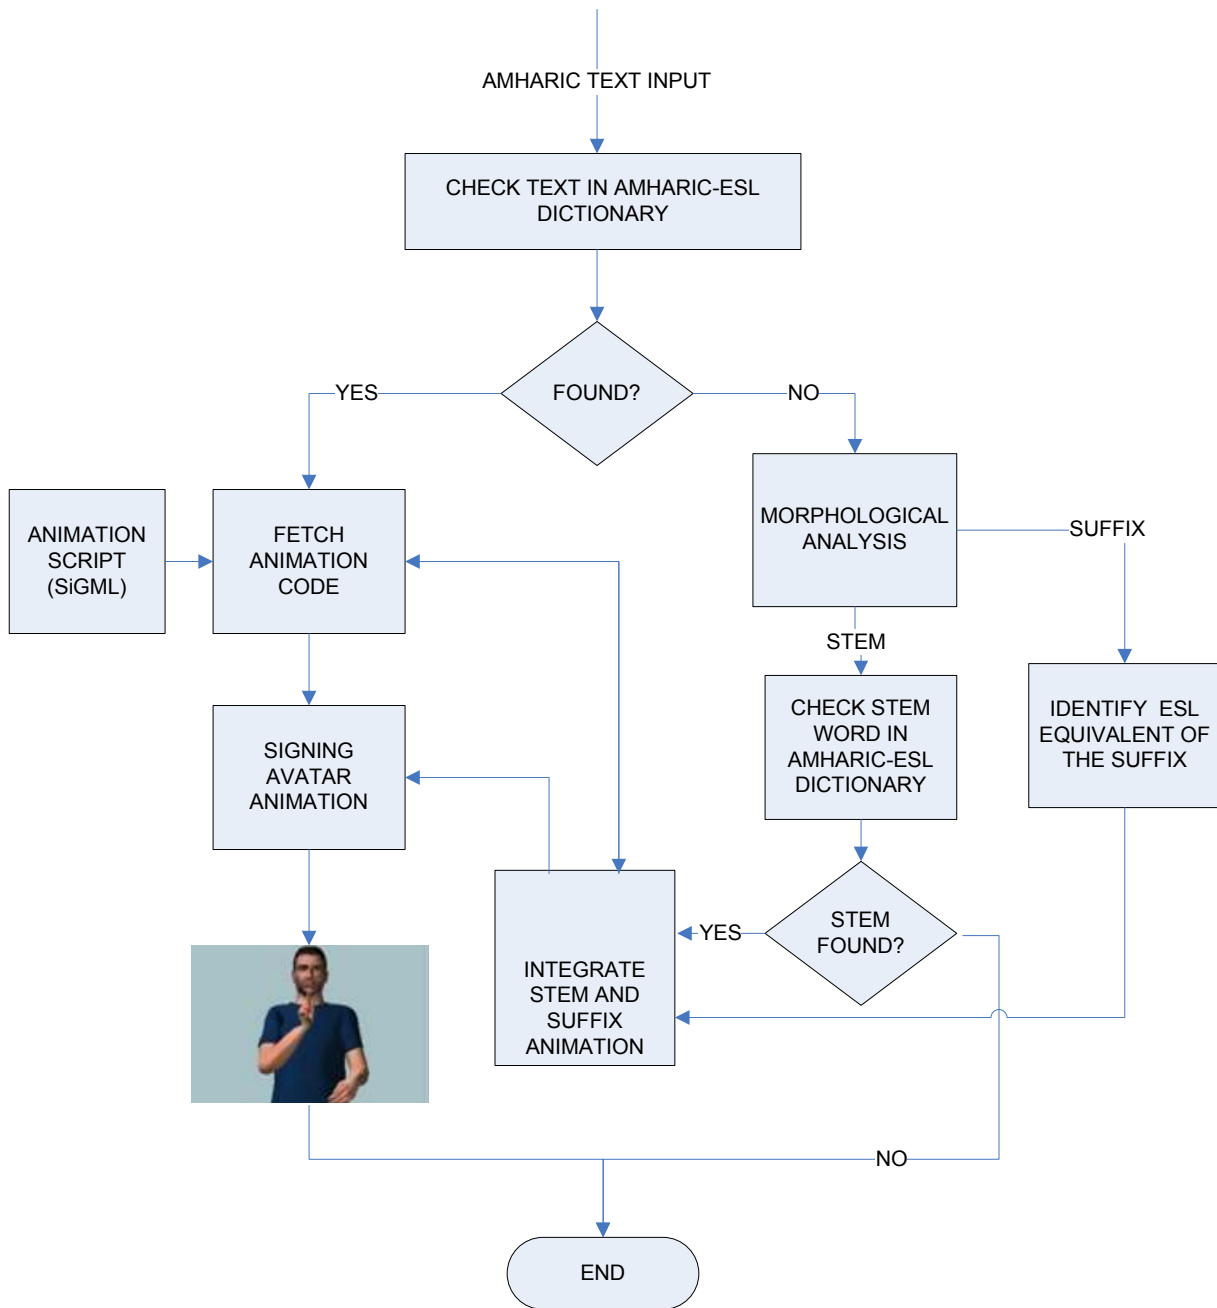 AMHARIC TEXT INPUT
CHECK TEXT IN AMHARIC-ESL
DICTIONARY
FOUND?
YES
NO
ANIMATION
SCRIPT
(SiGML)
FETCH
ANIMATION
CODE
MORPHOLOGICAL
ANALYSIS
SUFFIX
STEM
SIGNING
AVATAR
ANIMATION
CHECK STEM
WORD IN
AMHARIC-ESL
DICTIONARY
IDENTIFY ESL
EQUIVALENT OF
THE SUFFIX
STEM
FOUND?
YES
INTEGRATE
STEM AND
SUFFIX
ANIMATION
NO
END